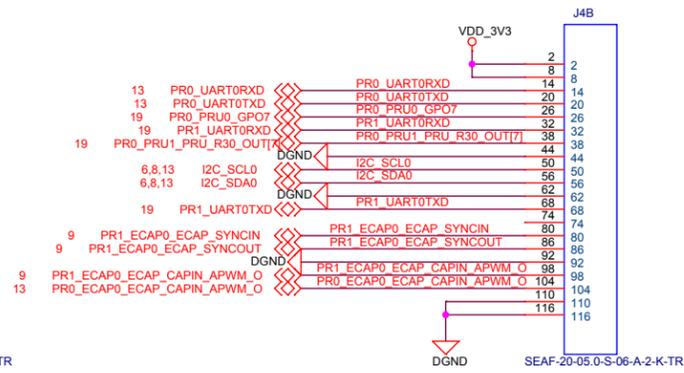 J4B
VDD_3V3
2 2
8 8
13 PR0_UART0RXD PR0_UART0RXD 14 14
13 PR0_UART0TXD PR0_UART0TXD 20 20
19 PR0_PRU0_GPO7 PR0_PRU0_GPO7 26 26
19 PR1_UART0RXD PR1_UART0RXD 32 32
19 PR0_PRU1_PRU_R30_OUT[7] PR0_PRU1_PRU_R30_OUT[7] 38 38
DGND 44 44
6,8,13 I2C_SCL0 I2C_SCL0 50 50
6,8,13 I2C_SDA0 I2C_SDA0 56 56
DGND 62 62
19 PR1_UART0TXD PR1_UART0TXD 68 68
74 74
9 PR1_ECAP0_ECAP_SYNCIN PR1_ECAP0_ECAP_SYNCIN 80 80
9 PR1_ECAP0_ECAP_SYNCOUT PR1_ECAP0_ECAP_SYNCOUT 86 86
DGND 92 92
9 PR1_ECAP0_ECAP_CAPIN_APWM_O PR1_ECAP0_ECAP_CAPIN_APWM_O 98 98
13 PR0_ECAP0_ECAP_CAPIN_APWM_O PR0_ECAP0_ECAP_CAPIN_APWM_O 104 104
110 110
116 116
TR DGND SEAF-20-05.0-S-06-A-2-K-TR